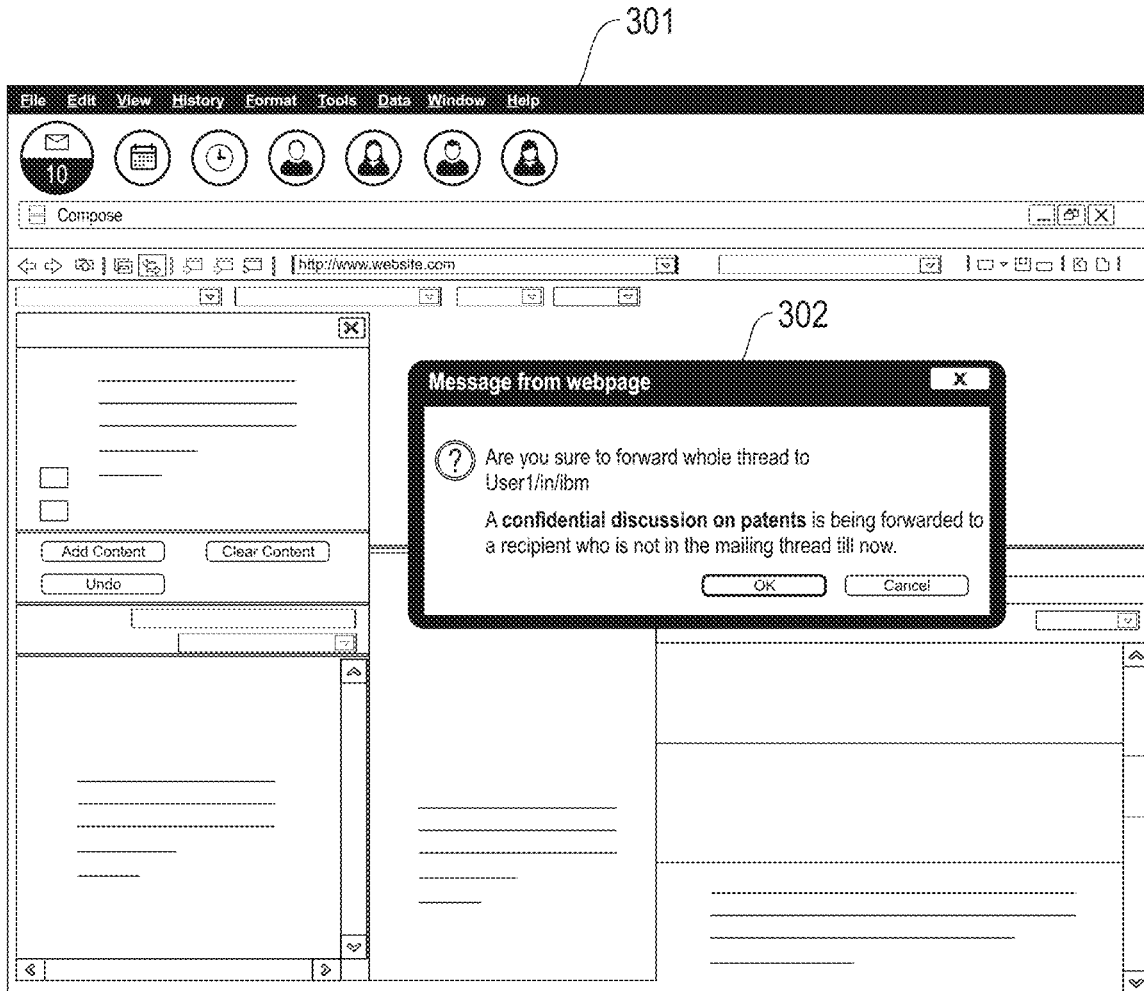 301
File Edit View History Format Tools Data Window Help
10
Compose
http://www.website.com
302
Message from webpage
Are you sure to forward whole thread to
User1/in/ibm
A confidential discussion on patents is being forwarded to
a recipient who is not in the mailing thread till now.
OK Cancel
Add Content Clear Content
Undo